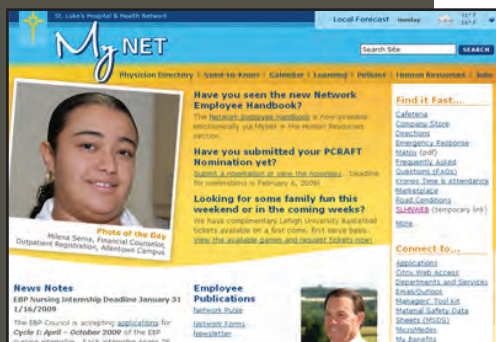 St. Luke's Hospital & Health Network
Local Forecast Sunday
My NET
Search Site SEARCH
Physician Directory | Need-to-Know | Calendar | Learning | Policies | Human Resources | Jobs
Have you seen the new Network
Employee Handbook?
The Network Employee Handbook is now available
electronically via MyNet in the Human Resources
section.
Have you submitted your PCRAFT
Nomination yet?
Submit a nomination or view the nominees. Deadline
for nominations is February 6, 2009!
Looking for some family fun this
weekend or in the coming weeks?
We have complimentary Lehigh University Basketball
tickets available on a first come, first serve basis.
View the available games and request tickets now!
Photo of the Day
Milena Serna, Financial Counselor,
Outpatient Registration, Allentown Campus
Find it Fast...
Cafeteria
Company Store
Directions
Emergency Response
Matrix (pdf)
Frequently Asked
Questions (FAQs)
Kronos Time & Attendance
Marketplace
Road Conditions
SLHNWEB (temporary link)
More...
Connect to...
Applications
Citrix Web Access
Departments and Services
Email/Outlook
Managers' Tool Kit
Material Safety Data
Sheets (MSDS)
MicroMedex
My Benefits
News Notes
EBP Nursing Internship Deadline January 31
1/16/2009
The EBP Council is accepting applications for
Cycle I: April - October 2009 of the EBP
Employee
Publications
Network Pulse
Network Forms
Newsletter